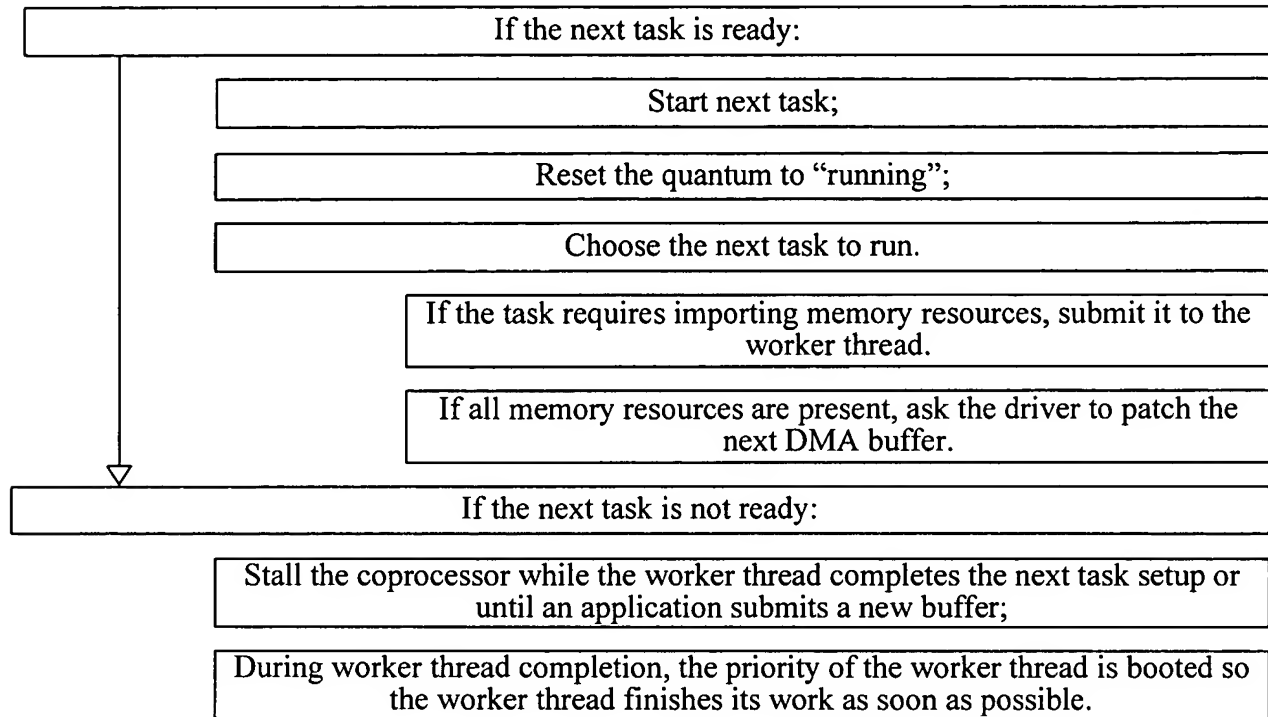 If the next task is ready:
Start next task;
Reset the quantum to “running”;
Choose the next task to run.
If the task requires importing memory resources, submit it to the
worker thread.
If all memory resources are present, ask the driver to patch the
next DMA buffer.
If the next task is not ready:
Stall the coprocessor while the worker thread completes the next task setup or
until an application submits a new buffer;
During worker thread completion, the priority of the worker thread is booted so
the worker thread finishes its work as soon as possible.